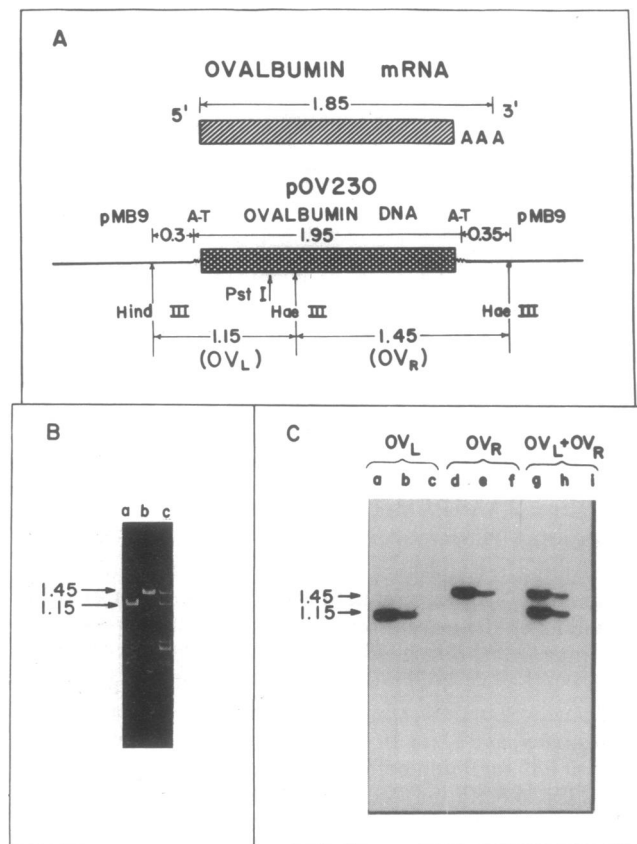 A
OVALBUMIN mRNA
1.85
5' 3'
AAA
pOV230
pMB9 A-T OVALBUMIN DNA A-T pMB9
0.3 1.95 0.35
Pst I
Hind III Hae III Hae III
1.15 1.45
(OVL) (OVR)
B
a b c
1.45
1.15
C
OVL OVR OVL+OVR
a b c d e f g h i
1.45
1.15